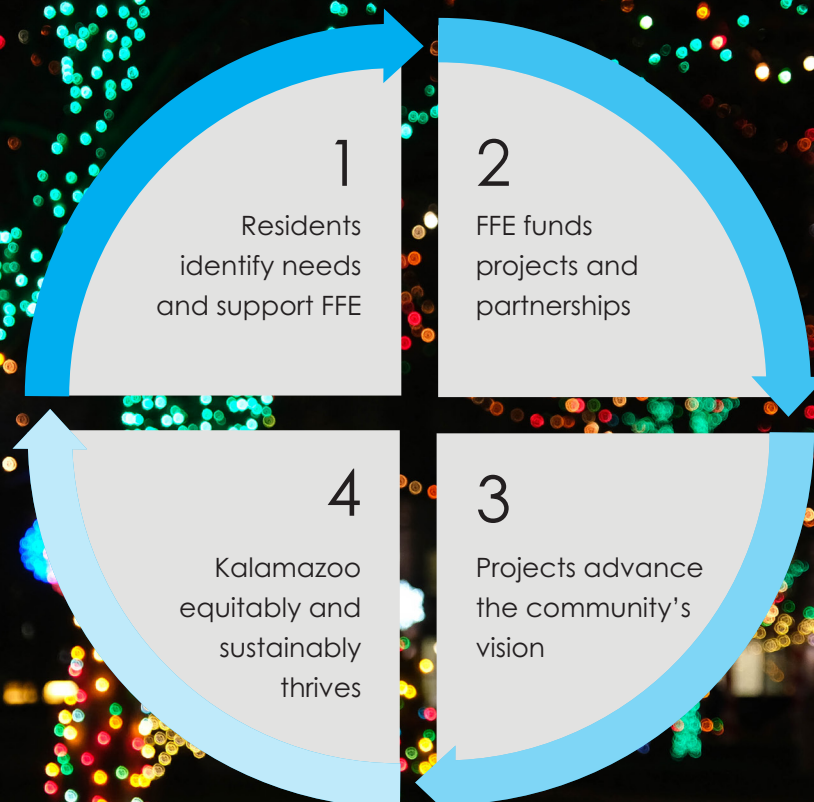 1
Residents
identify needs
and support FFE
2
FFE funds
projects and
partnerships
3
Projects advance
the community’s
vision
4
Kalamazoo
equitably and
sustainably
thrives